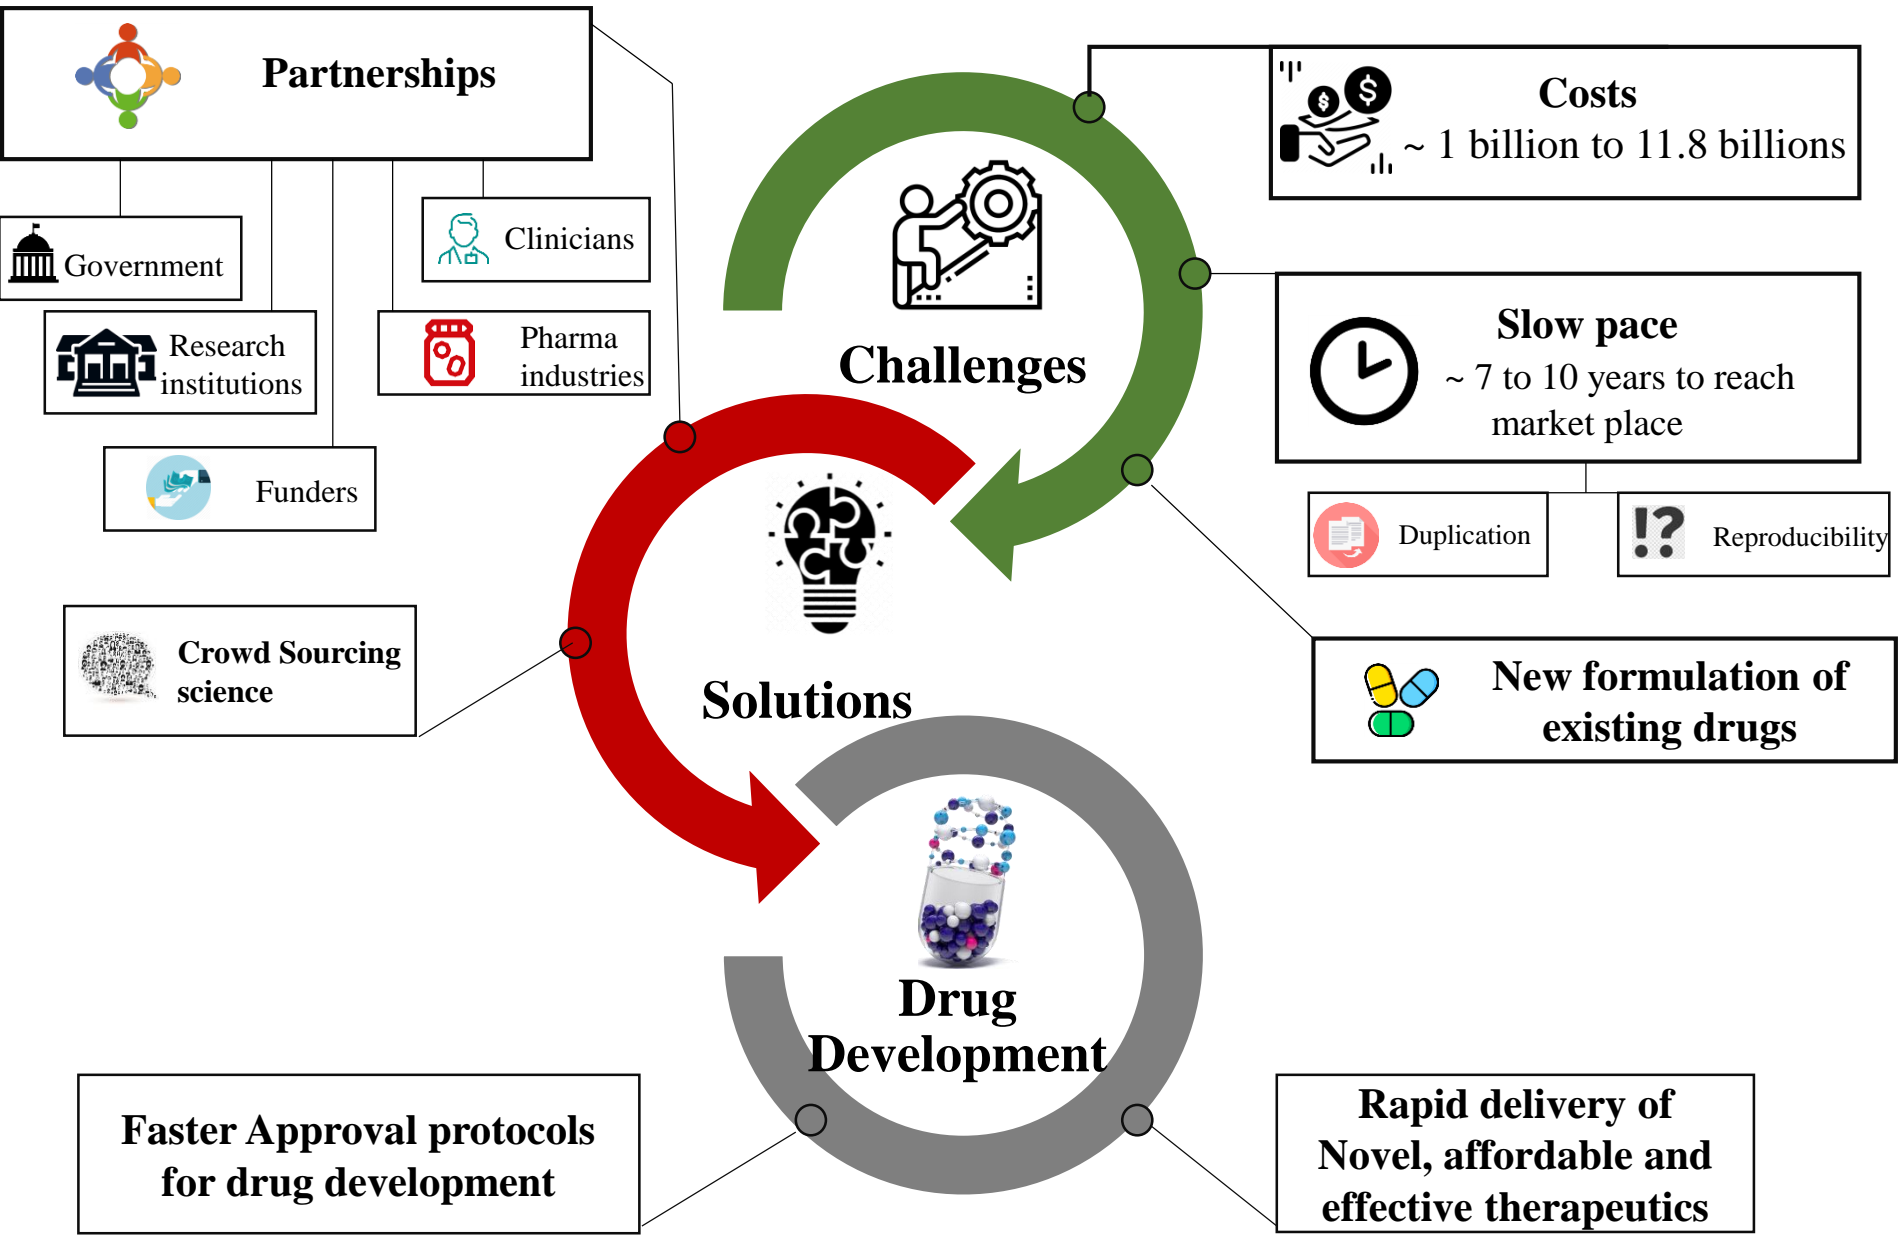 Partnerships
Government
Research
institutions
Funders
Pharma
industries
Clinicians
Crowd Sourcing
science
Challenges
Costs
~ 1 billion to 11.8 billions
Slow pace
~ 7 to 10 years to reach
market place
Duplication
!?
Reproducibility
New formulation of
existing drugs
Solutions
Drug
Development
Faster Approval protocols
for drug development
Rapid delivery of
Novel, affordable and
effective therapeutics